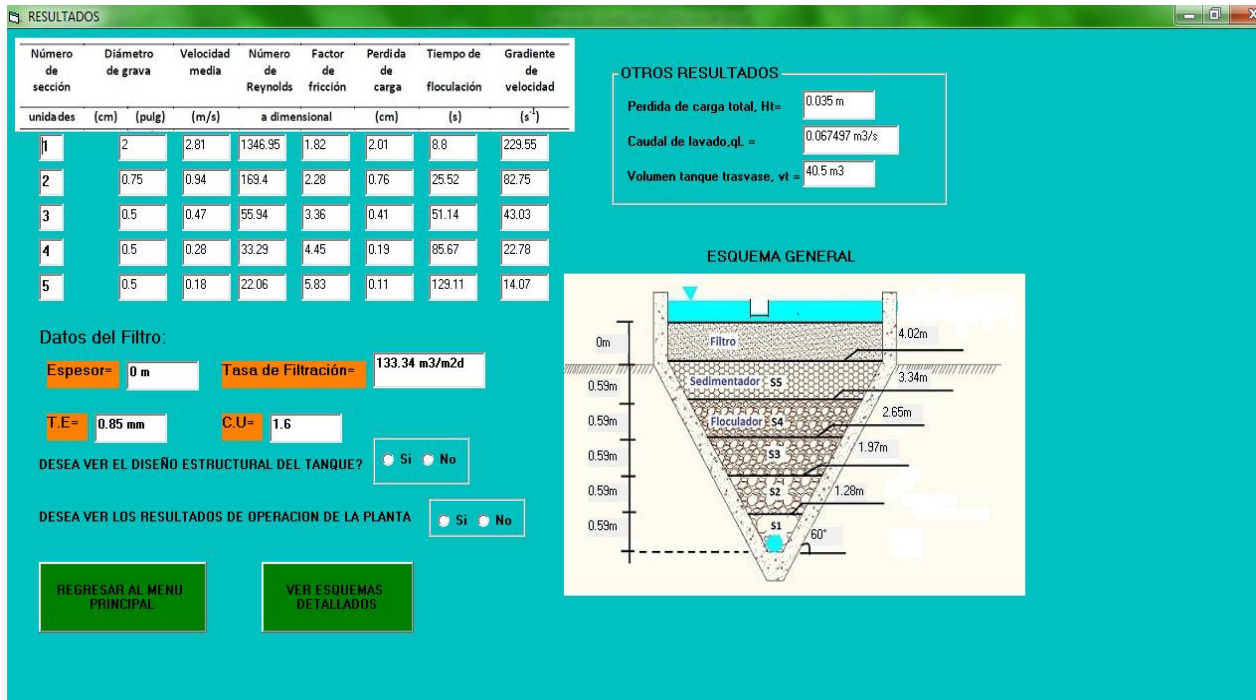 RESULTADOS
Número de sección
Diámetro de grava
Velocidad media
Número de Reynolds
Factor de fricción
Perdida de carga
Tiempo de floculación
Gradiente de velocidad
unidades (cm) (pulg) (m/s) a dimensional (cm) (s) (s⁻¹)
1 2 2.81 1346.95 1.82 2.01 8.8 229.55
2 0.75 0.94 169.4 2.28 0.76 25.52 82.75
3 0.5 0.47 55.94 3.36 0.41 51.14 43.03
4 0.5 0.28 33.29 4.45 0.19 85.67 22.78
5 0.5 0.18 22.06 5.83 0.11 129.11 14.07
Datos del Filtro:
Espesor= 0 m
Tasa de Filtración= 133.34 m3/m2d
T.E= 0.85 mm
C.U= 1.6
DESEA VER EL DISEÑO ESTRUCTURAL DEL TANQUE? Si No
DESEA VER LOS RESULTADOS DE OPERACION DE LA PLANTA Si No
REGRESAR AL MENU PRINCIPAL
VER ESQUEMAS DETALLADOS
OTROS RESULTADOS
Perdida de carga total, Ht= 0.035 m
Caudal de lavado,qL = 0.067497 m3/s
Volumen tanque trasvase, vt = 40.5 m3
ESQUEMA GENERAL
0m Filtro 4.02m
0.59m Sedimentador S5 3.34m
0.59m Floculador S4 2.65m
0.59m S3 1.97m
0.59m S2 1.28m
0.59m S1 60°